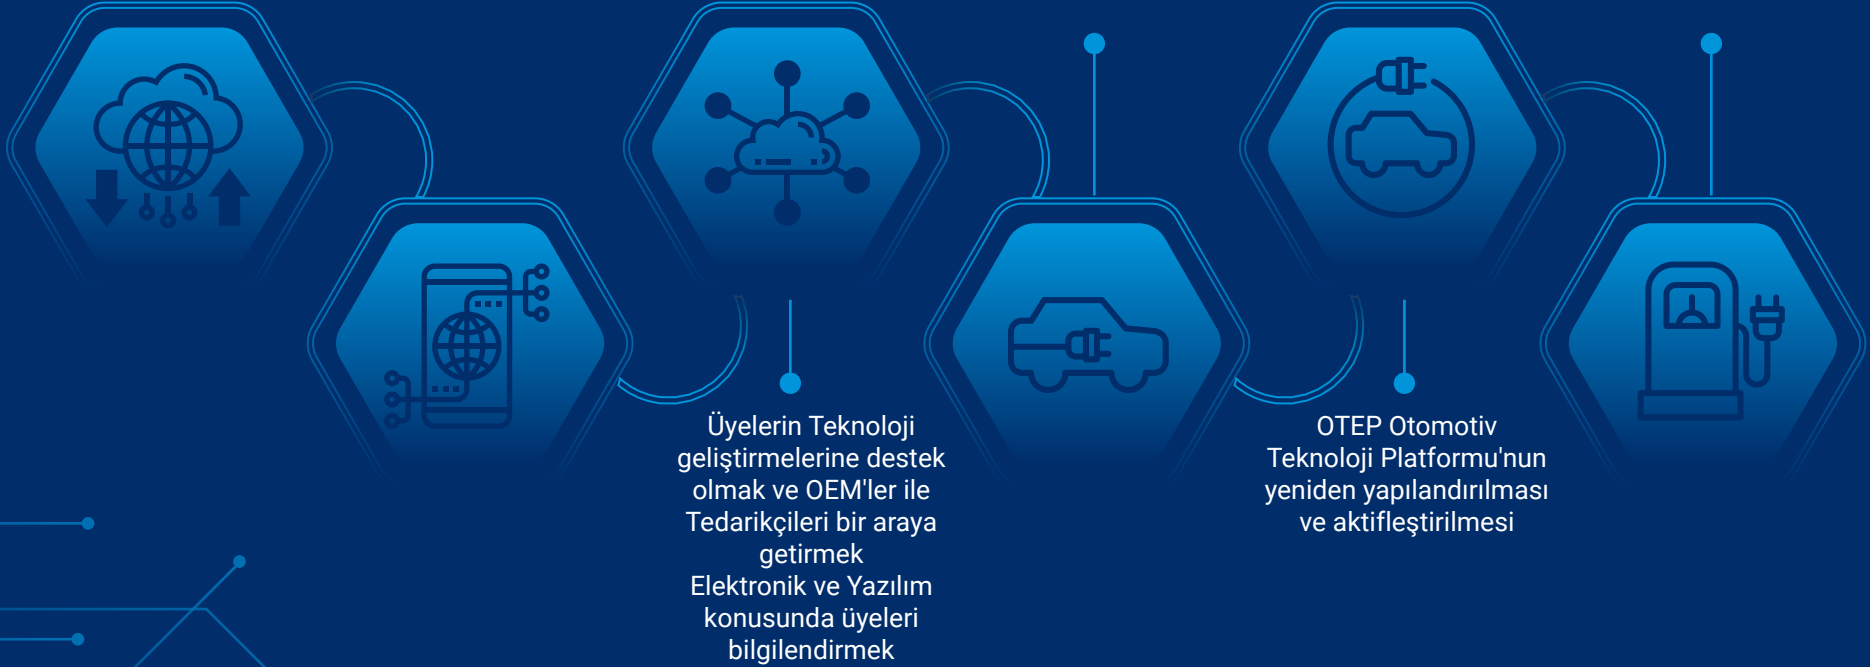 Üyelerin Teknoloji
geliştirmelerine destek
olmak ve OEM'ler ile
Tedarikçileri bir araya
getirmek
Elektronik ve Yazılım
konusunda üyeleri
bilgilendirmek
OTEP Otomotiv
Teknoloji Platformu'nun
yeniden yapılandırılması
ve aktifleştirilmesi